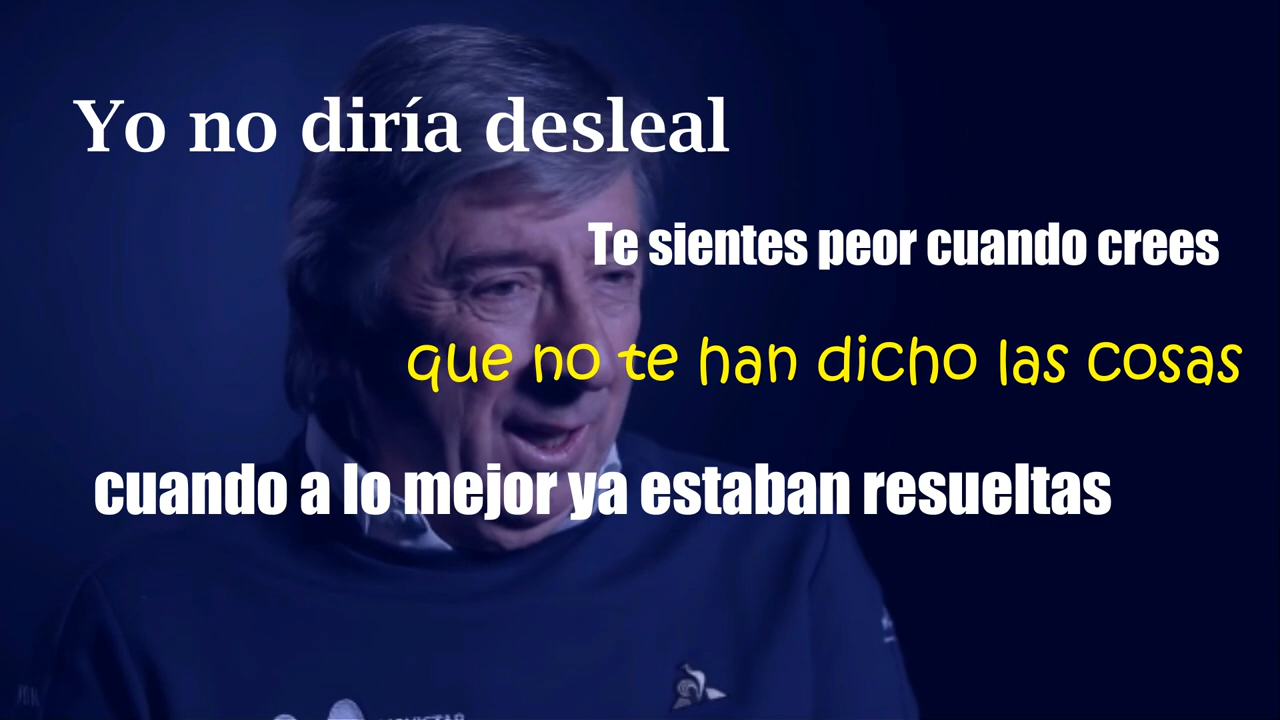 Yo no diría desleal
Te sientes peor cuando crees
que no te han dicho las cosas
cuando a lo mejor ya estaban resueltas